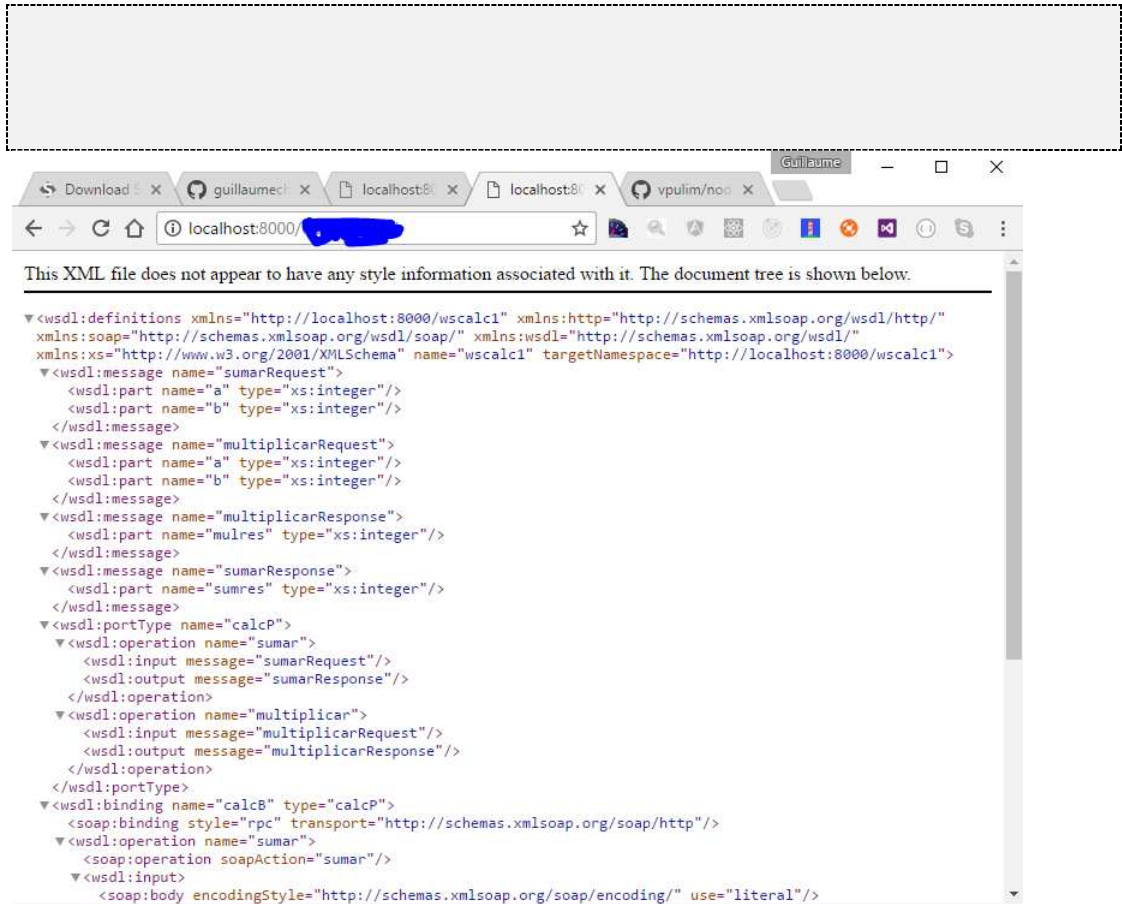 Guillaume
Download S
guillaumech
localhost:80
localhost:80
vpulim/nod
localhost:8000/
This XML file does not appear to have any style information associated with it. The document tree is shown below.
▼<wsdl:definitions xmlns="http://localhost:8000/wscalc1" xmlns:http="http://schemas.xmlsoap.org/wsdl/http/"
xmlns:soap="http://schemas.xmlsoap.org/wsdl/soap/" xmlns:wsdl="http://schemas.xmlsoap.org/wsdl/"
xmlns:xs="http://www.w3.org/2001/XMLSchema" name="wscalc1" targetNamespace="http://localhost:8000/wscalc1">
▼<wsdl:message name="sumarRequest">
<wsdl:part name="a" type="xs:integer"/>
<wsdl:part name="b" type="xs:integer"/>
</wsdl:message>
▼<wsdl:message name="multiplicarRequest">
<wsdl:part name="a" type="xs:integer"/>
<wsdl:part name="b" type="xs:integer"/>
</wsdl:message>
▼<wsdl:message name="multiplicarResponse">
<wsdl:part name="mulres" type="xs:integer"/>
</wsdl:message>
▼<wsdl:message name="sumarResponse">
<wsdl:part name="sumres" type="xs:integer"/>
</wsdl:message>
▼<wsdl:portType name="calcP">
▼<wsdl:operation name="sumar">
<wsdl:input message="sumarRequest"/>
<wsdl:output message="sumarResponse"/>
</wsdl:operation>
▼<wsdl:operation name="multiplicar">
<wsdl:input message="multiplicarRequest"/>
<wsdl:output message="multiplicarResponse"/>
</wsdl:operation>
</wsdl:portType>
▼<wsdl:binding name="calcB" type="calcP">
<soap:binding style="rpc" transport="http://schemas.xmlsoap.org/soap/http"/>
▼<wsdl:operation name="sumar">
<soap:operation soapAction="sumar"/>
▼<wsdl:input>
<soap:body encodingStyle="http://schemas.xmlsoap.org/soap/encoding/" use="literal"/>